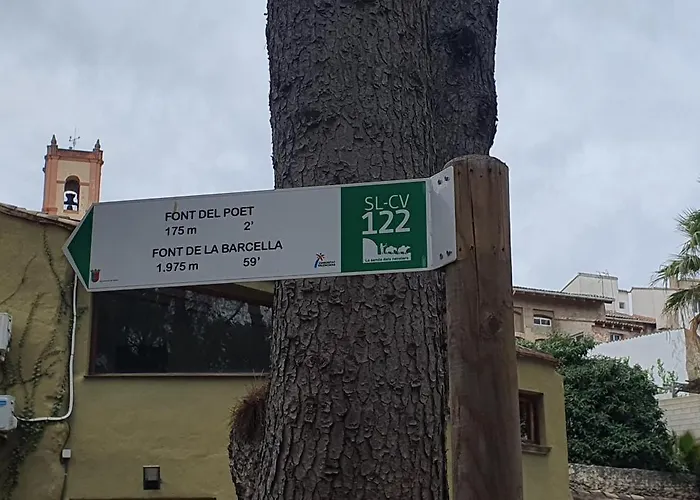 FONT DEL POET
175 m 2'
FONT DE LA BARCELLA
1.975 m 59'
SL-CV
122